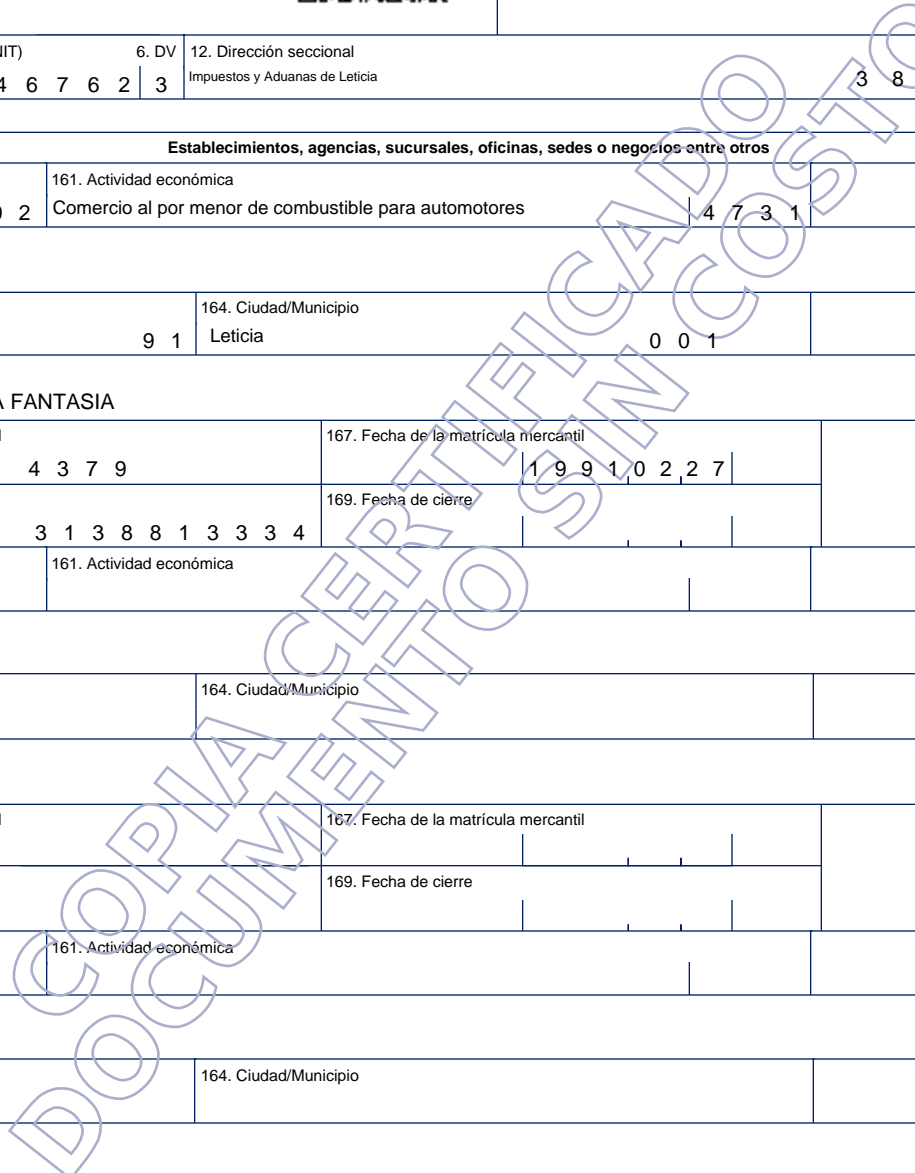 NIT) 6. DV 12. Dirección seccional
4 6 7 6 2 3 Impuestos y Aduanas de Leticia 3 8
Establecimientos, agencias, sucursales, oficinas, sedes o negocios entre otros
161. Actividad económica
0 2 Comercio al por menor de combustible para automotores 4 7 3 1
164. Ciudad/Municipio
9 1 Leticia 0 0 1
A FANTASIA
167. Fecha de la matrícula mercantil
4 3 7 9 1 9 9 1 0 2 2 7
169. Fecha de cierre
3 1 3 8 8 1 3 3 3 4
161. Actividad económica
164. Ciudad/Municipio
167. Fecha de la matrícula mercantil
169. Fecha de cierre
161. Actividad económica
164. Ciudad/Municipio
COPIA CERTIFICADO
DOCUMENTO SIN COSTO